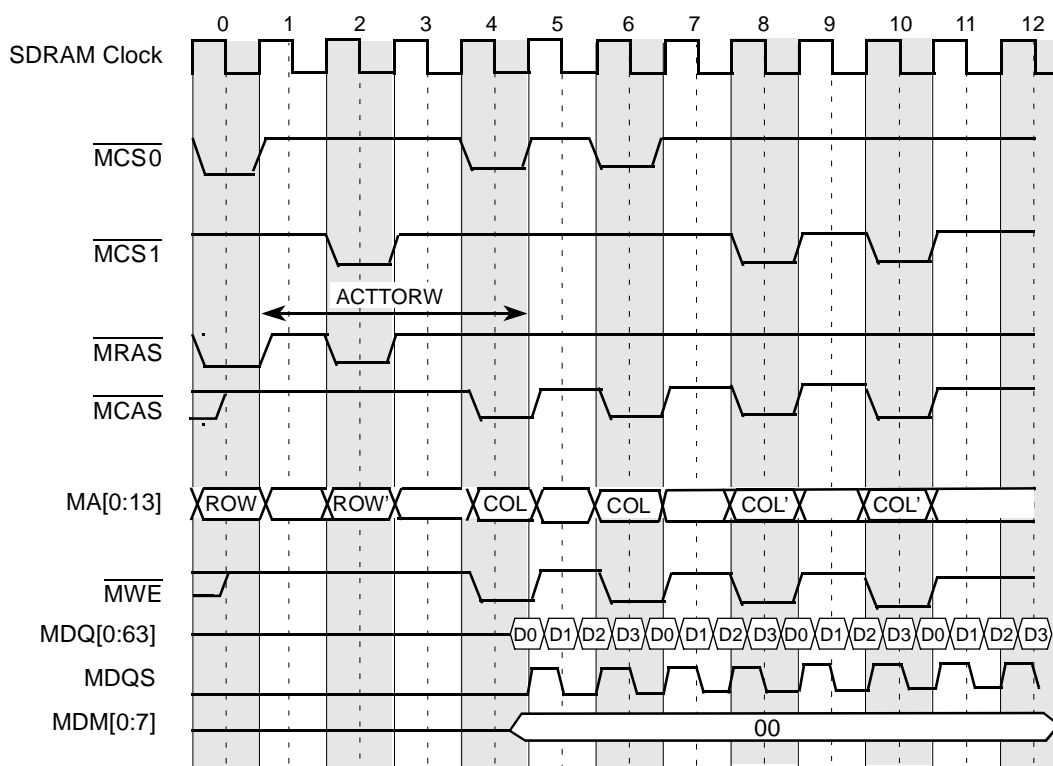 0 1 2 3 4 5 6 7 8 9 10 11 12
SDRAM Clock
MCS0
MCS1
ACTTORW
MRAS
MCAS
MA[0:13] ROW ROW' COL COL COL' COL'
MWE
MDQ[0:63] D0 D1 D2 D3 D0 D1 D2 D3 D0 D1 D2 D3 D0 D1 D2 D3
MDQS
MDM[0:7] 00